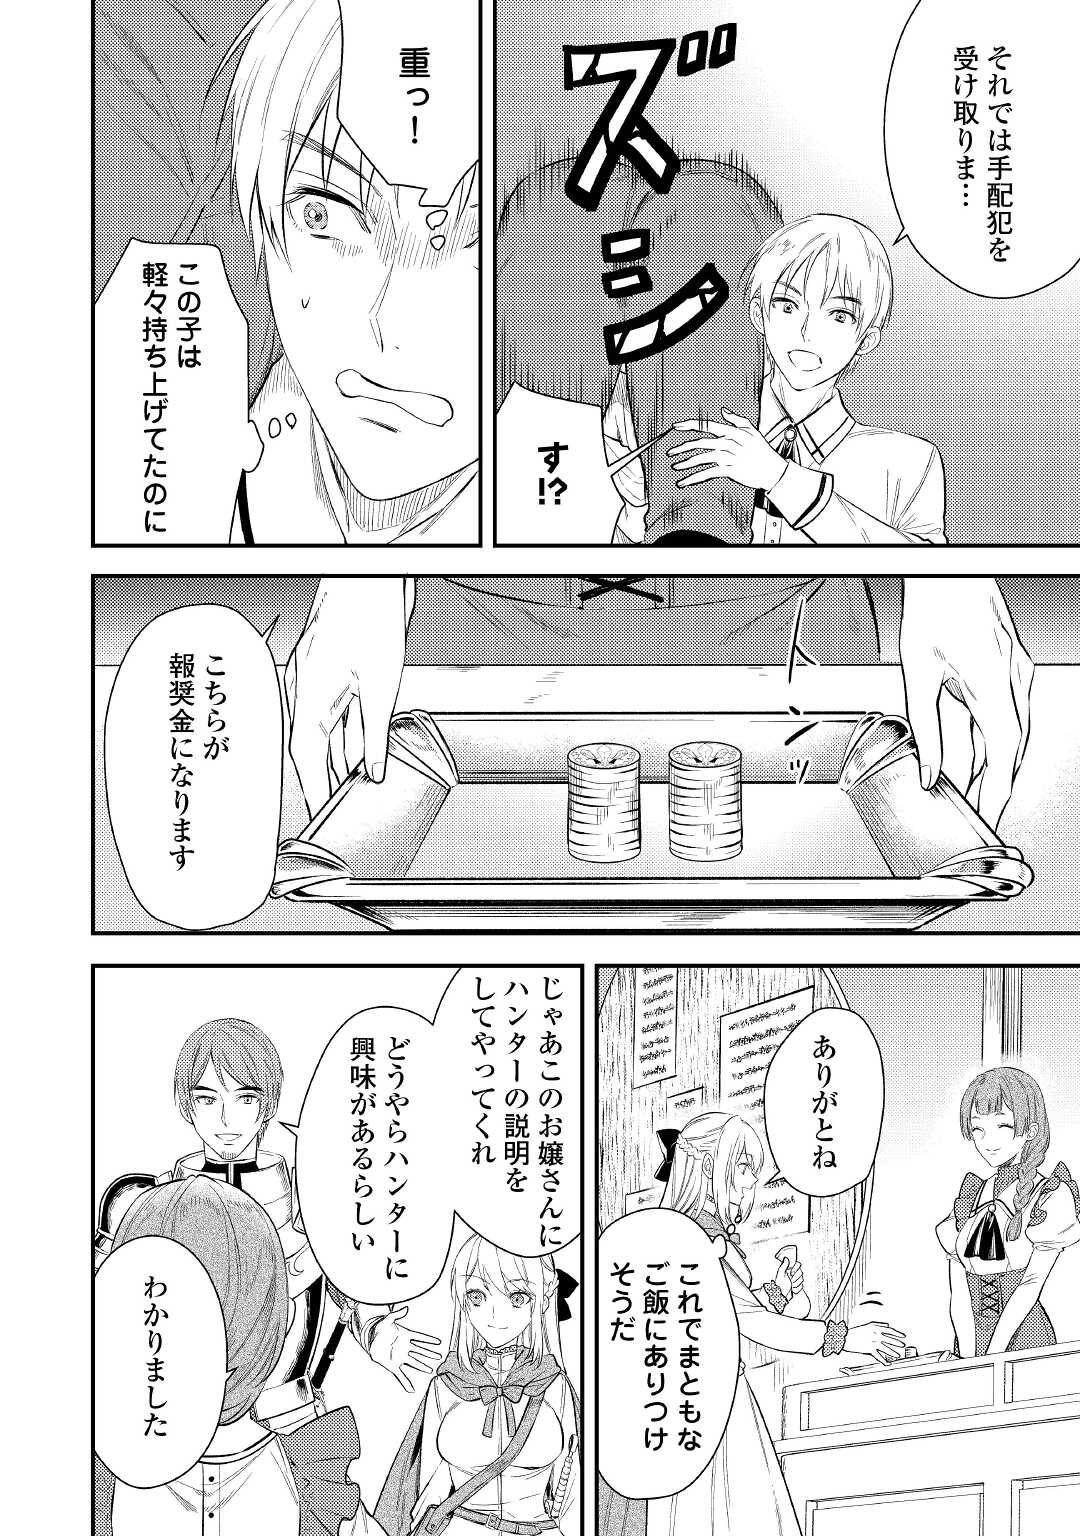 それでは手配犯を
受け取りま…
ズシ
す!?
重っ！
この子は
軽々持ち上げてたのに
こちらが
報奨金になります
トッ
ありがとね
これでまともな
ご飯にありつけ
そうだ
じゃあこのお嬢さんに
ハンターの説明を
してやってくれ
どうやらハンターに
興味があるらしい
わかりました